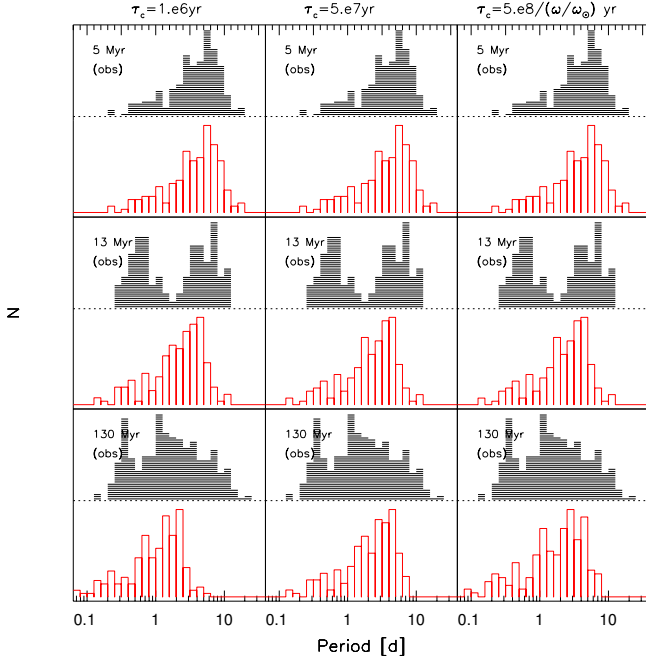 τc=1.e6yr τc=5.e7yr τc=5.e8/(ω/ω☉) yr
5 Myr
(obs)
5 Myr
(obs)
5 Myr
(obs)
13 Myr
(obs)
13 Myr
(obs)
13 Myr
(obs)
N
130 Myr
(obs)
130 Myr
(obs)
130 Myr
(obs)
0.1 1 10 0.1 1 10 0.1 1 10
Period [d]